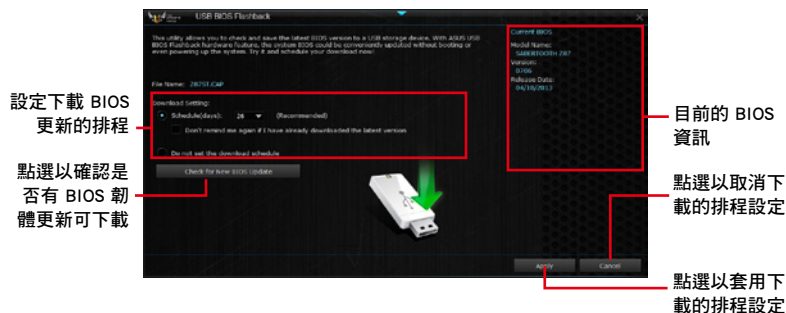 USB BIOS Flashback
This utility allows you to check and save the latest BIOS version to a USB storage device. With ASUS USB
BIOS Flashback hardware feature, the system BIOS could be conveniently updated without booting or
even powering up the system. Try it and schedule your download now!
File Name: Z87ST.CAP
Download Setting:
Schedule(days): 28 (Recommended)
Don't remind me again if I have already downloaded the latest version
Do not set the download schedule
Check for New BIOS Update
Current BIOS
Model Name:
SABERTOOTH Z87
Version:
0706
Release Date:
04/18/2013
Apply
Cancel
設定下載 BIOS
更新的排程
點選以確認是
否有 BIOS 韌
體更新可下載
目前的 BIOS
資訊
點選以取消下
載的排程設定
點選以套用下
載的排程設定